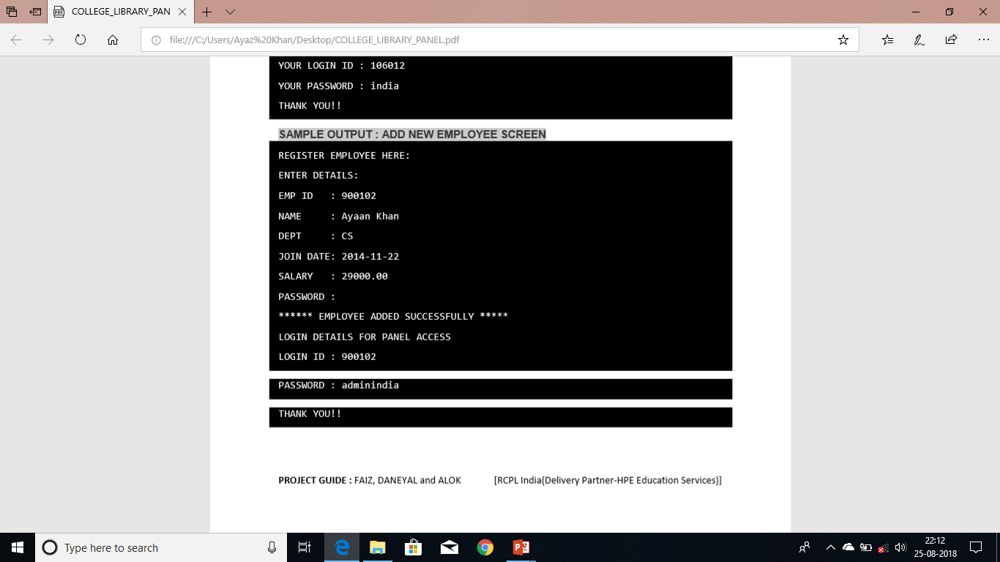 COLLEGE_LIBRARY_PAN
file:///C:/Users/Ayaz%20Khan/Desktop/COLLEGE_LIBRARY_PANEL.pdf
YOUR LOGIN ID : 106012
YOUR PASSWORD : india
THANK YOU!!
SAMPLE OUTPUT : ADD NEW EMPLOYEE SCREEN
REGISTER EMPLOYEE HERE:
ENTER DETAILS:
EMP ID   : 900102
NAME     : Ayaan Khan
DEPT     : CS
JOIN DATE: 2014-11-22
SALARY   : 29000.00
PASSWORD :
****** EMPLOYEE ADDED SUCCESSFULLY *****
LOGIN DETAILS FOR PANEL ACCESS
LOGIN ID : 900102
PASSWORD : adminindia
THANK YOU!!
PROJECT GUIDE : FAIZ, DANEYAL and ALOK [RCPL India(Delivery Partner-HPE Education Services)]
Type here to search
22:12
25-08-2018